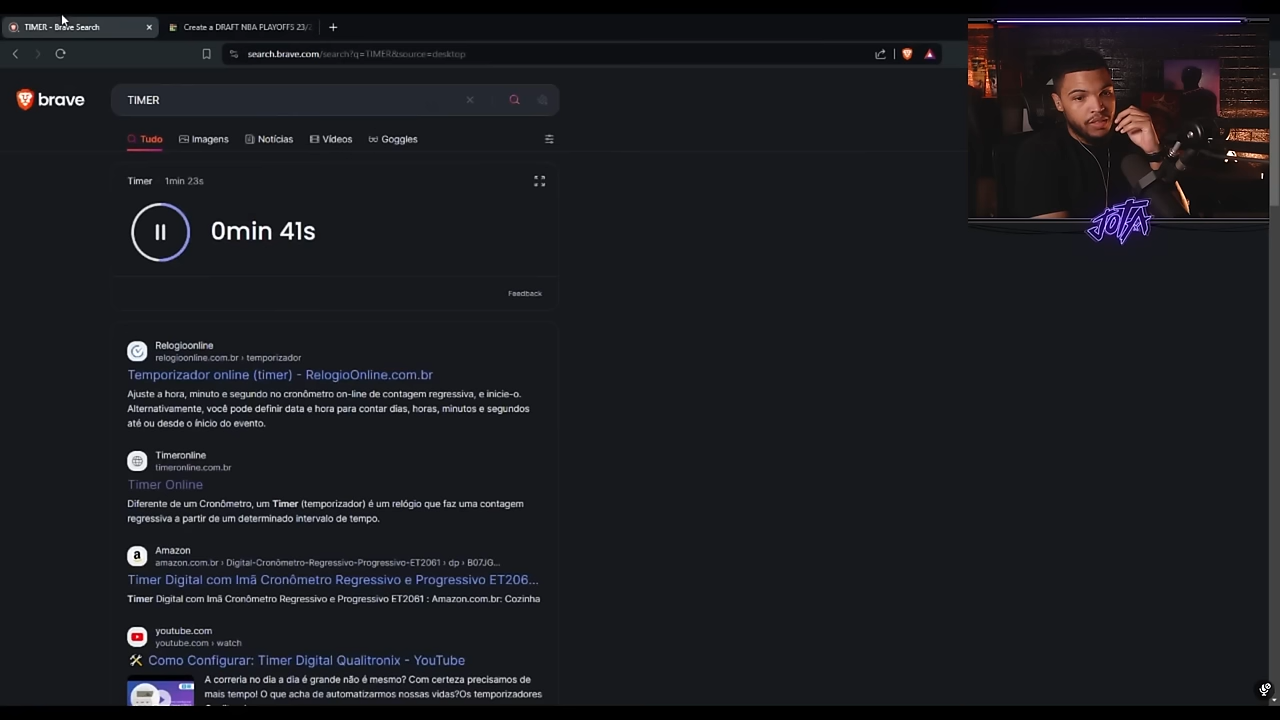 TIMER - Brave Search
Create a DRAFT NBA PLAYOFFS 23/2
search.brave.com/search?q=TIMER&source=desktop
brave
TIMER
Tudo
Imagens
Notícias
Vídeos
Goggles
Timer
1min 23s
0min 41s
Feedback
Relogioonline
relogioonline.com.br › temporizador
Temporizador online (timer) - RelogioOnline.com.br
Ajuste a hora, minuto e segundo no cronômetro on-line de contagem regressiva, e inicie-o.
Alternativamente, você pode definir data e hora para contar dias, horas, minutos e segundos
até ou desde o ínicio do evento.
Timeronline
timeronline.com.br
Timer Online
Diferente de um Cronômetro, um Timer (temporizador) é um relógio que faz uma contagem
regressiva a partir de um determinado intervalo de tempo.
Amazon
amazon.com.br › Digital-Cronômetro-Regressivo-Progressivo-ET2061 › dp › B07JG...
Timer Digital com Imã Cronômetro Regressivo e Progressivo ET206...
Timer Digital com Imã Cronômetro Regressivo e Progressivo ET2061 : Amazon.com.br: Cozinha
youtube.com
youtube.com › watch
Como Configurar: Timer Digital Qualitronix - YouTube
A correria no dia a dia é grande não é mesmo? Com certeza precisamos de
mais tempo! O que acha de automatizarmos nossas vidas?Os temporizadores
JOTA